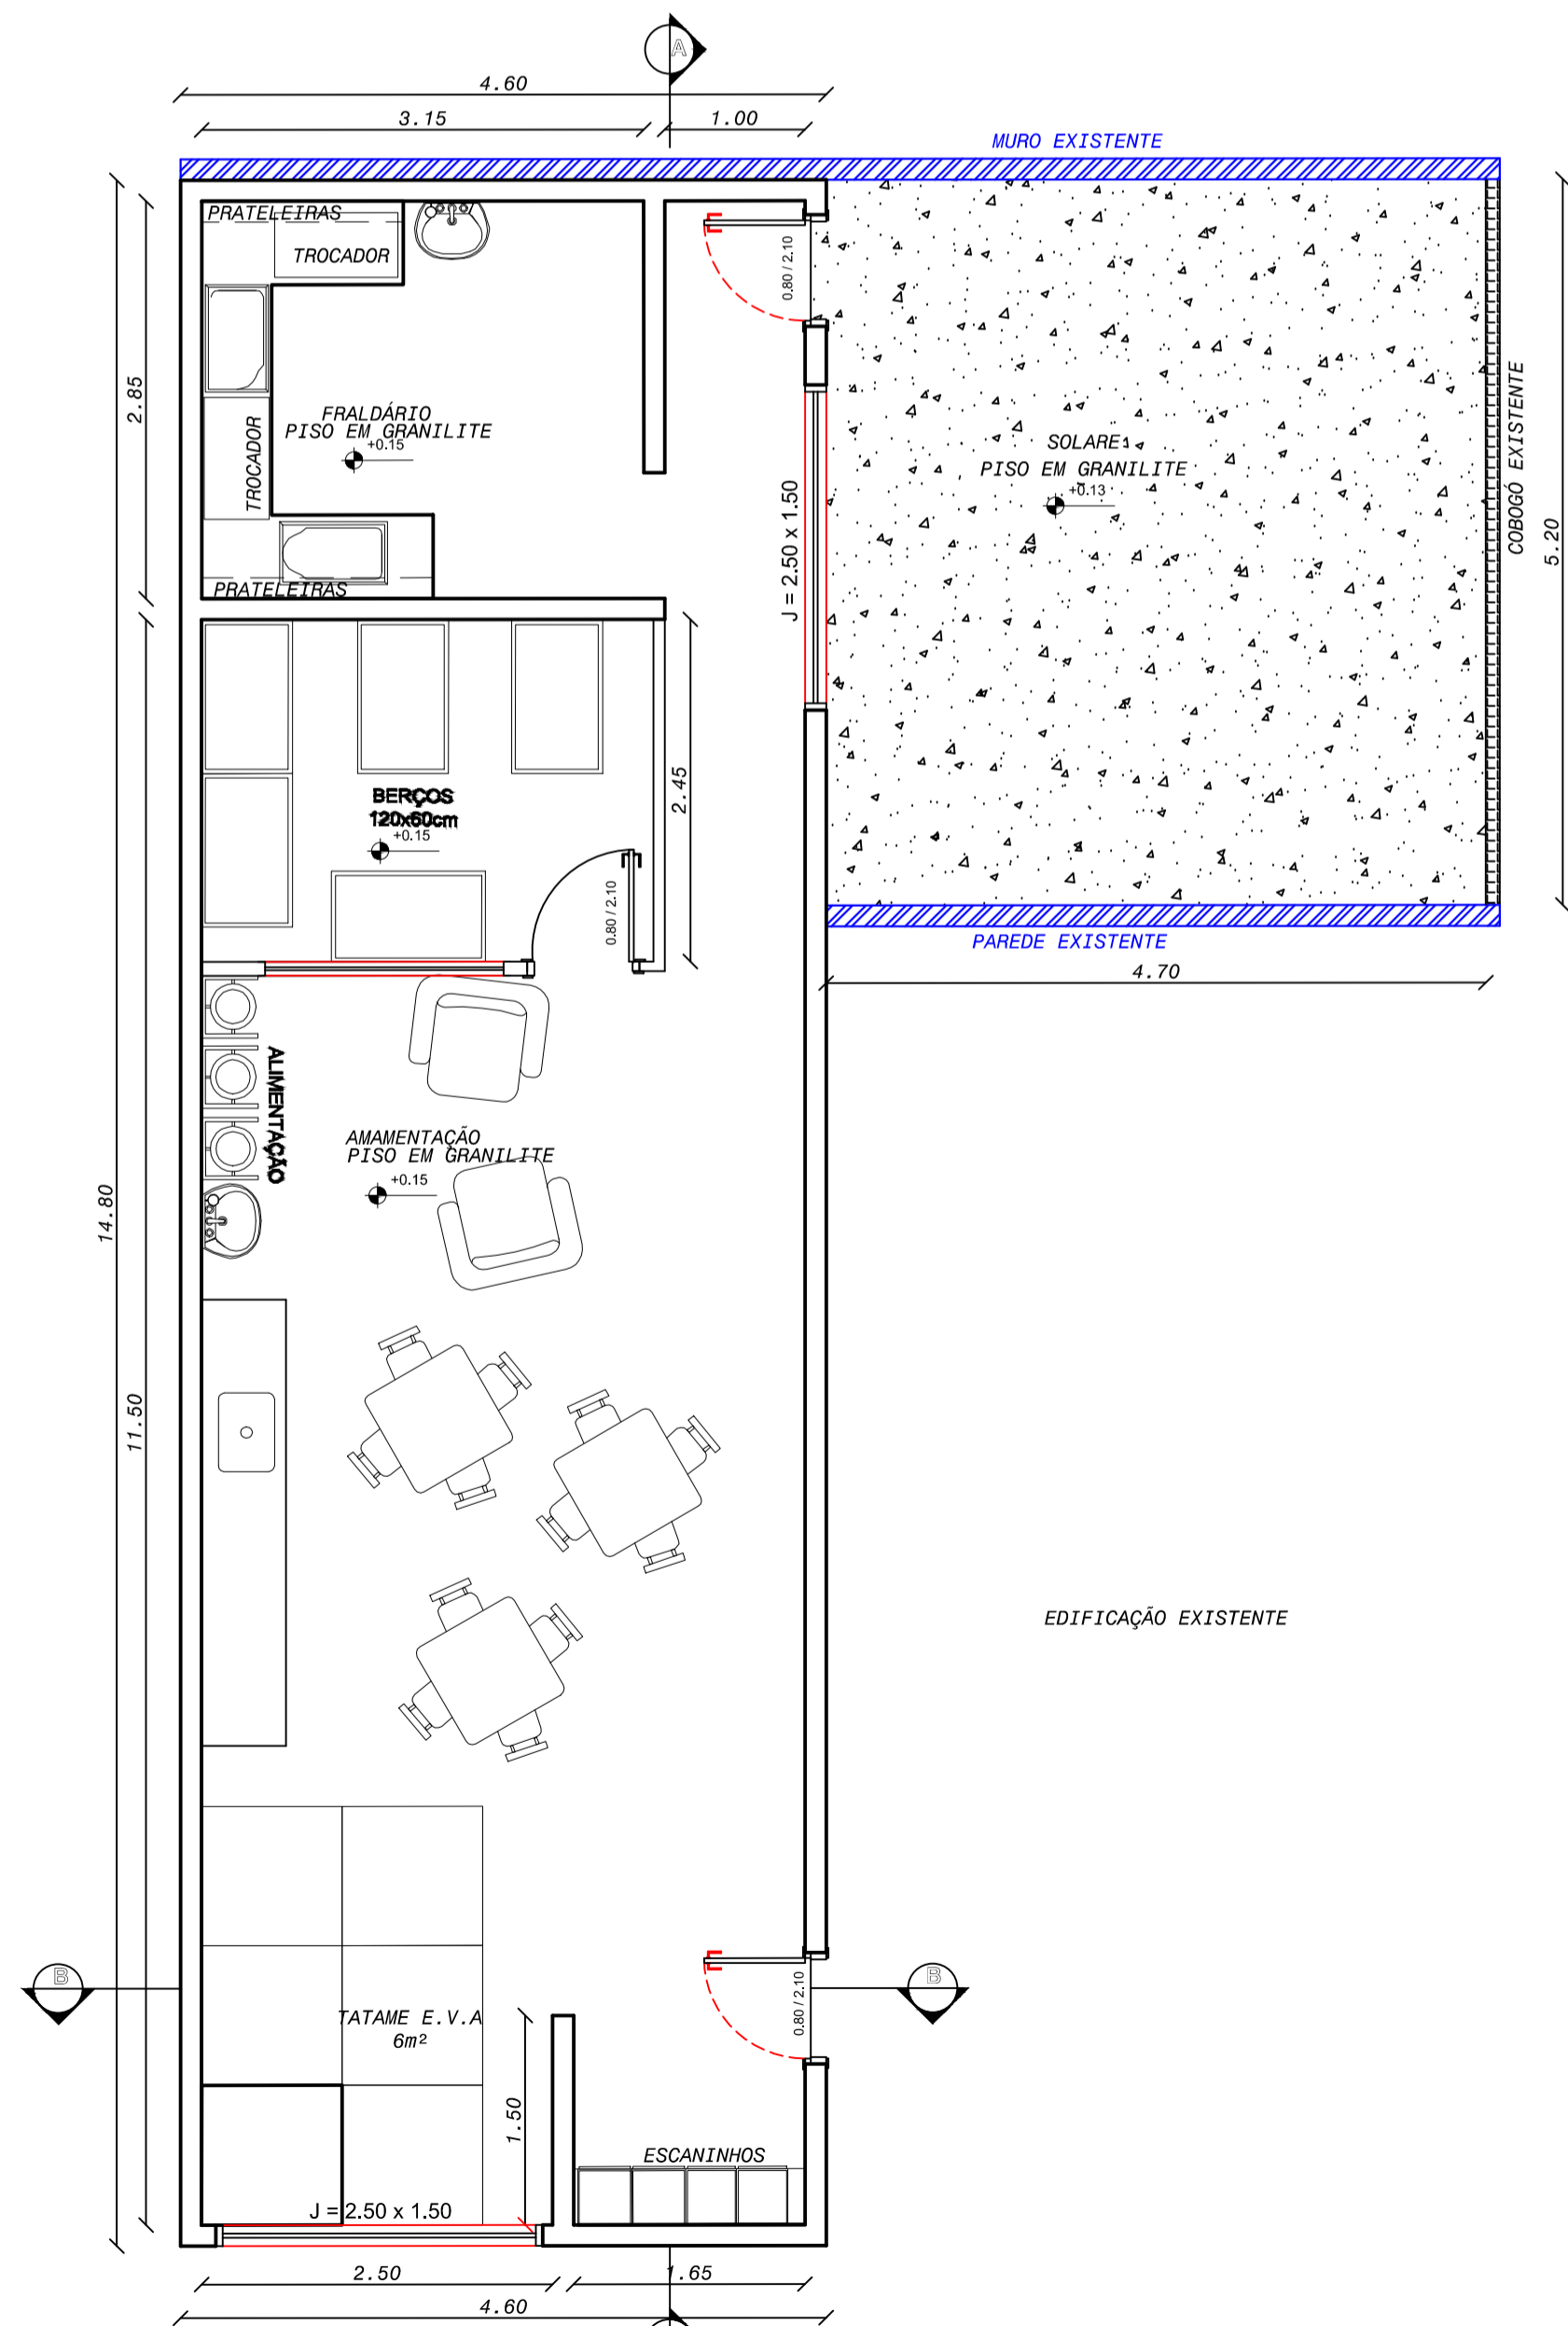 A
4.60
3.15
1.00
MURO EXISTENTE
PRATELEIRAS
TROCADOR
0.80 / 2.10
2.85
TROCADOR
FRALDÁRIO
PISO EM GRANILITE
+0.15
J = 2.50 x 1.50
SOLARE
PISO EM GRANILITE
+0.13
COBOGÓ EXISTENTE
5.20
PRATELEIRAS
BERÇOS
120x60cm
+0.15
2.45
0.80 / 2.10
PAREDE EXISTENTE
4.70
ALIMENTAÇÃO
AMAMENTAÇÃO
PISO EM GRANILITE
+0.15
14.80
11.50
EDIFICAÇÃO EXISTENTE
B
B
0.80 / 2.10
TATAME E.V.A
6m²
1.50
ESCANINHOS
J = 2.50 x 1.50
2.50
1.65
4.60